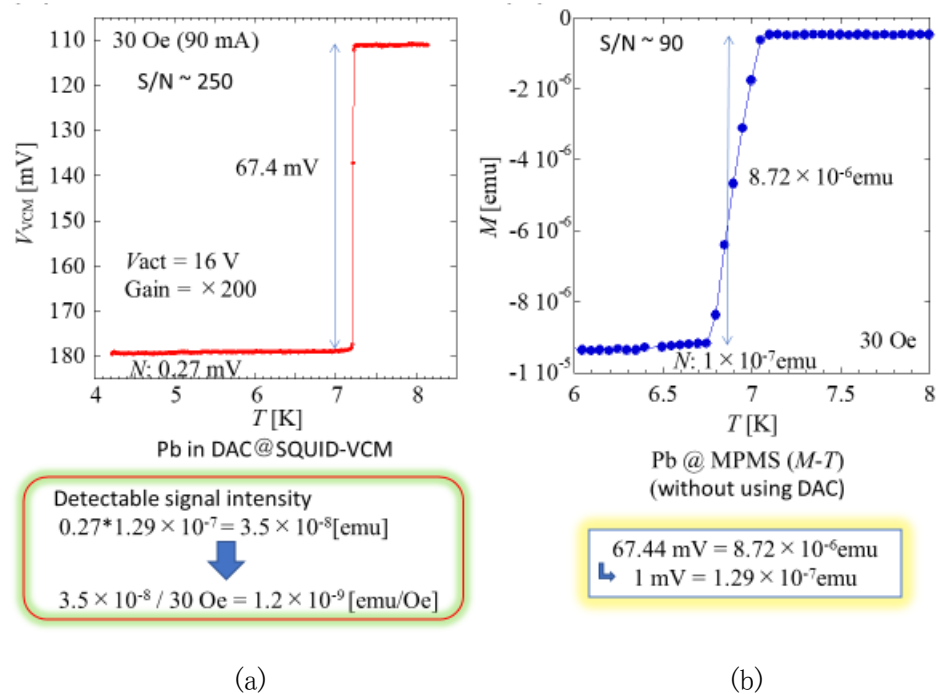 30 Oe (90 mA)
S/N ~ 250
67.4 mV
Vact = 16 V
Gain = × 200
N: 0.27 mV
110
120
130
140
150
160
170
180
V_VCM [mV]
4
5
6
7
8
T [K]
Pb in DAC@SQUID-VCM
Detectable signal intensity
0.27*1.29 × 10⁻⁷ = 3.5 × 10⁻⁸ [emu]
3.5 × 10⁻⁸ / 30 Oe = 1.2 × 10⁻⁹ [emu/Oe]
(a)
S/N ~ 90
8.72 × 10⁻⁶emu
30 Oe
N: 1 × 10⁻⁷emu
0
-2 10⁻⁶
-4 10⁻⁶
-6 10⁻⁶
-8 10⁻⁶
-1 10⁻⁵
M [emu]
6
6.5
7
7.5
8
T [K]
Pb @ MPMS (M-T)
(without using DAC)
67.44 mV = 8.72 × 10⁻⁶emu
1 mV = 1.29 × 10⁻⁷emu
(b)